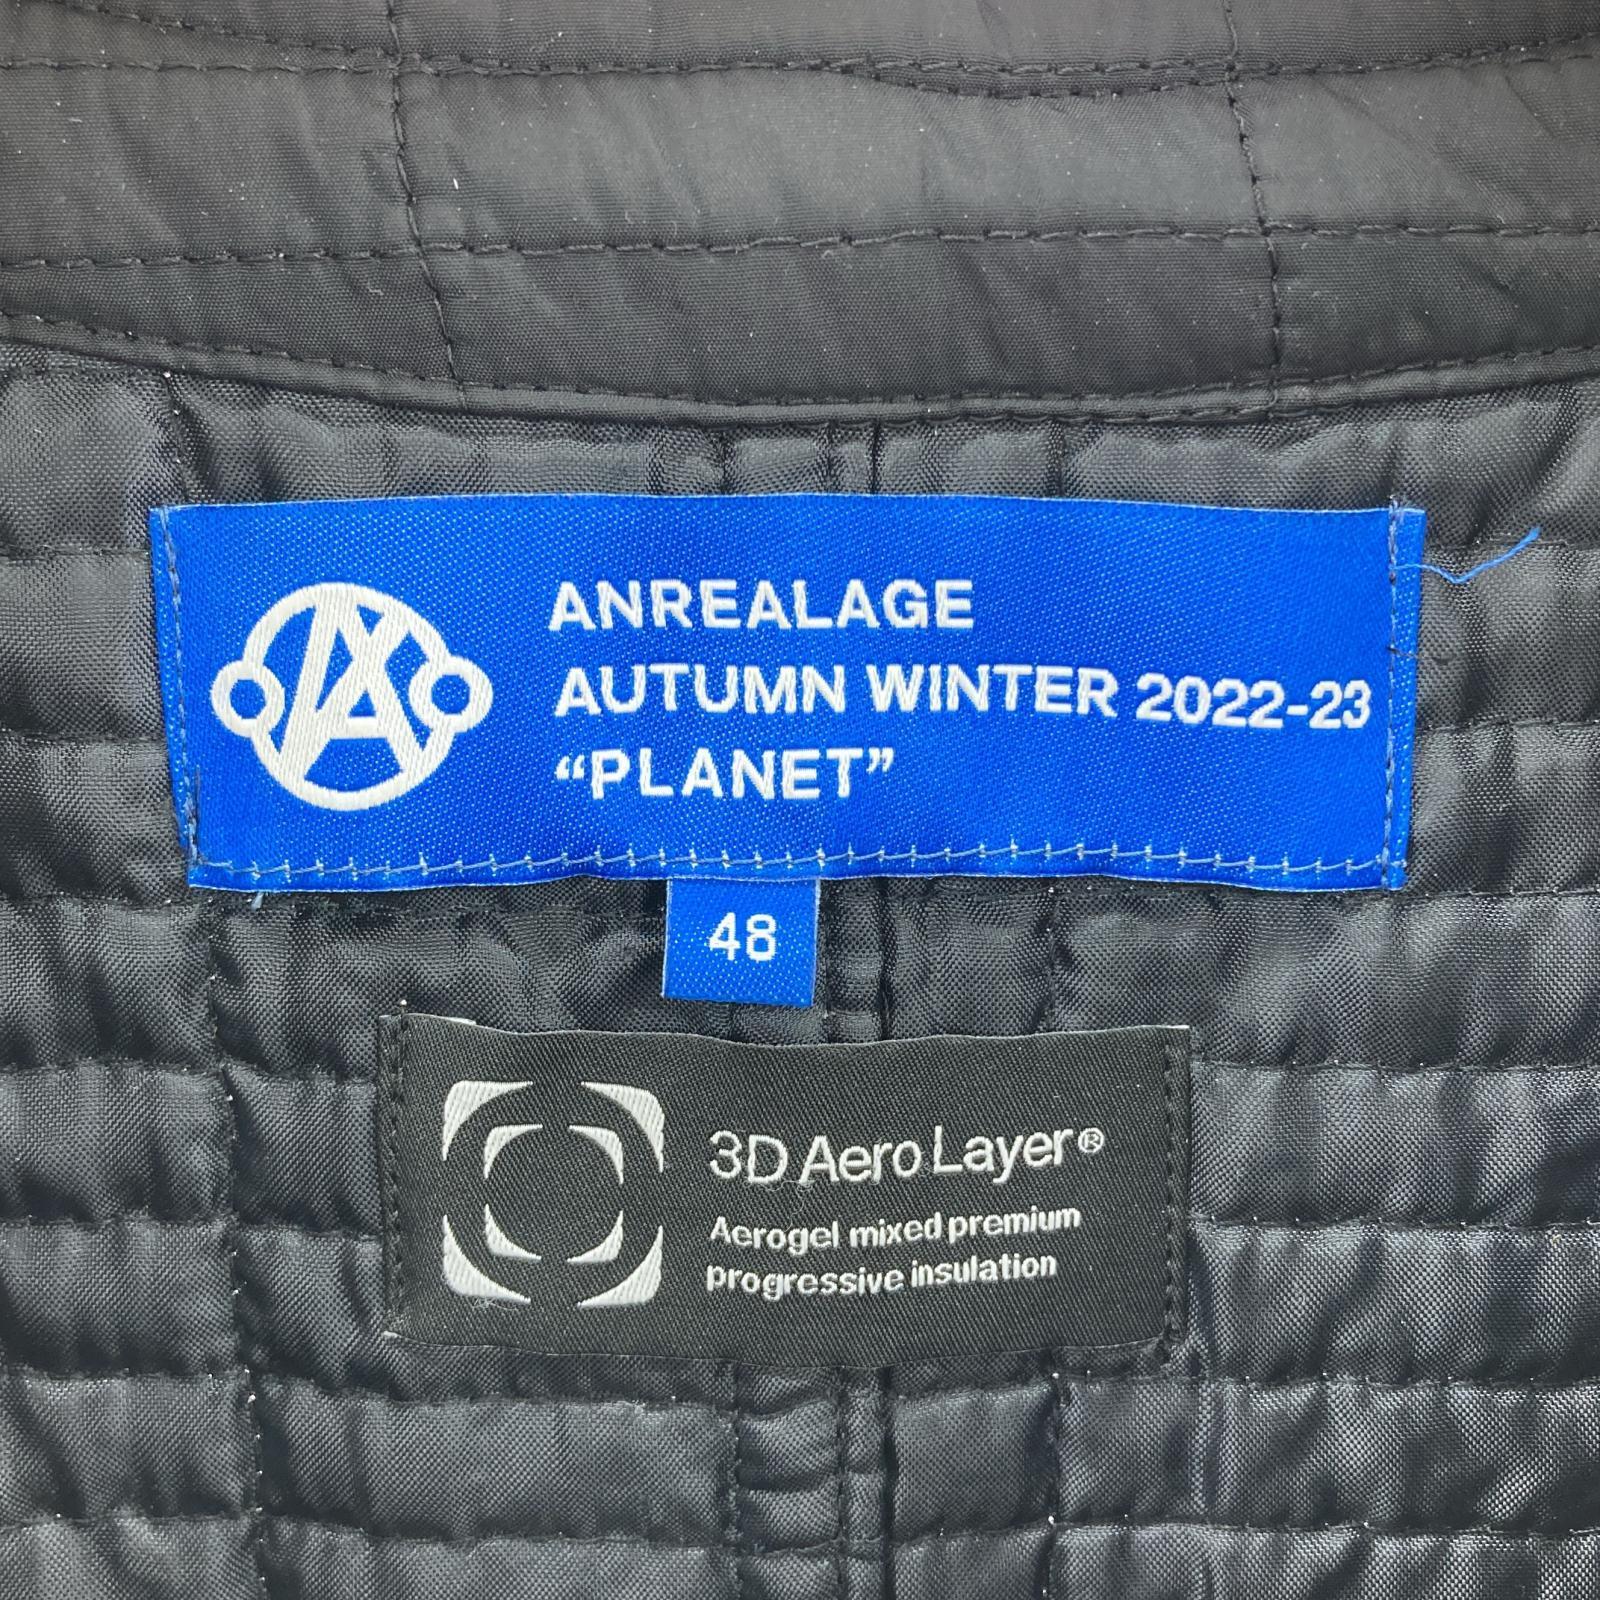 ANREALAGE
AUTUMN WINTER 2022-23
“PLANET”
48
3D Aero Layer®
Aerogel mixed premium
progressive insulation